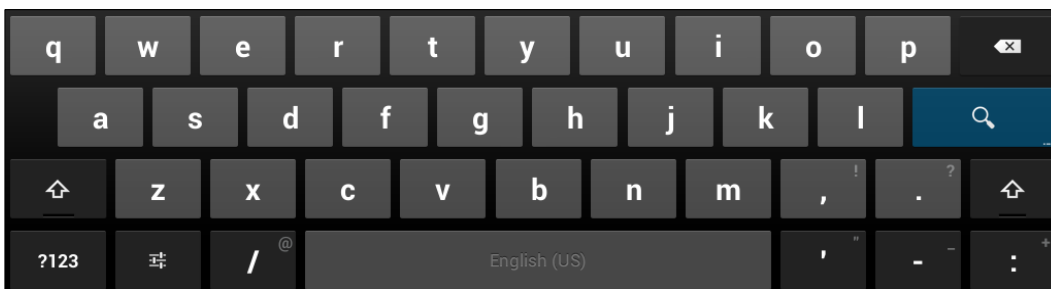 q w e r t y u i o p
a s d f g h j k l
z x c v b n m , ! . ?
?123 / @ English (US) ' " - _ : +